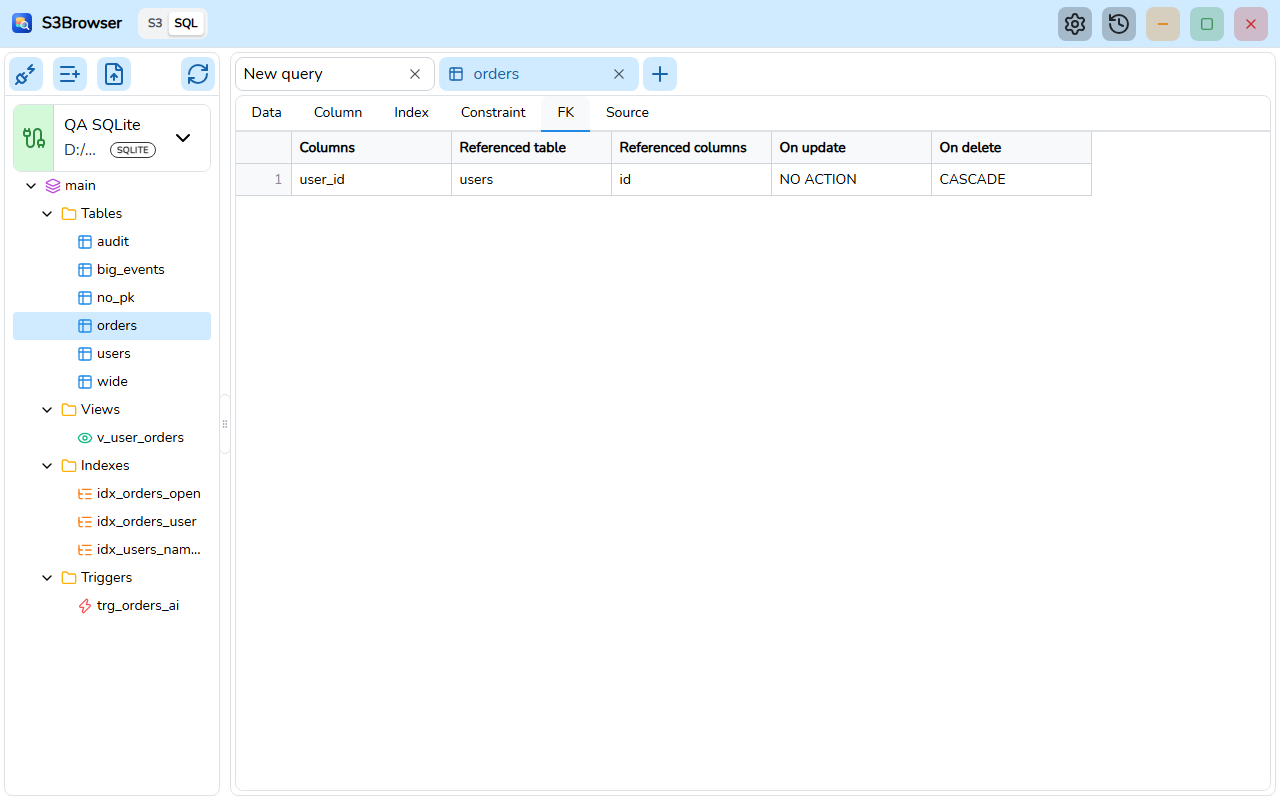 S3Browser S3 SQL
New query
orders
Data Column Index Constraint FK Source
QA SQLite
D:/... SQLITE
main
Tables
audit
big_events
no_pk
orders
users
wide
Views
v_user_orders
Indexes
idx_orders_open
idx_orders_user
idx_users_nam...
Triggers
trg_orders_ai
Columns Referenced table Referenced columns On update On delete
1 user_id users id NO ACTION CASCADE